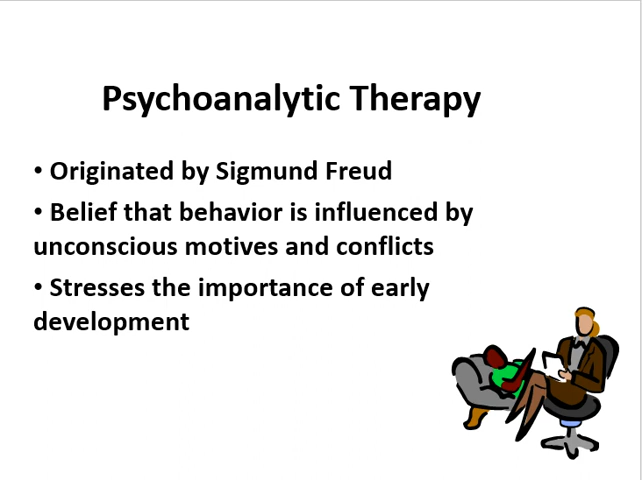 Psychoanalytic Therapy
• Originated by Sigmund Freud
• Belief that behavior is influenced by
unconscious motives and conflicts
• Stresses the importance of early
development